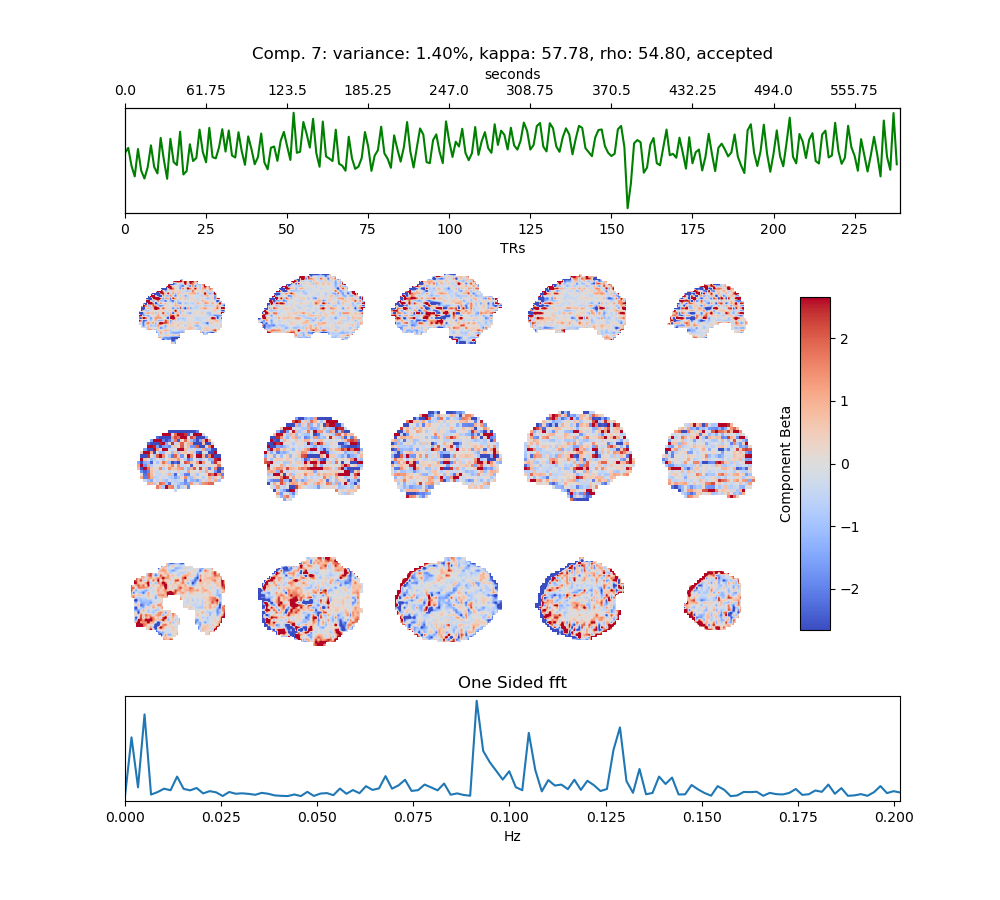 Comp. 7: variance: 1.40%, kappa: 57.78, rho: 54.80, accepted
seconds
0.0 61.75 123.5 185.25 247.0 308.75 370.5 432.25 494.0 555.75
0 25 50 75 100 125 150 175 200 225
TRs
Component Beta
2
1
0
−1
−2
One Sided fft
0.000 0.025 0.050 0.075 0.100 0.125 0.150 0.175 0.200
Hz